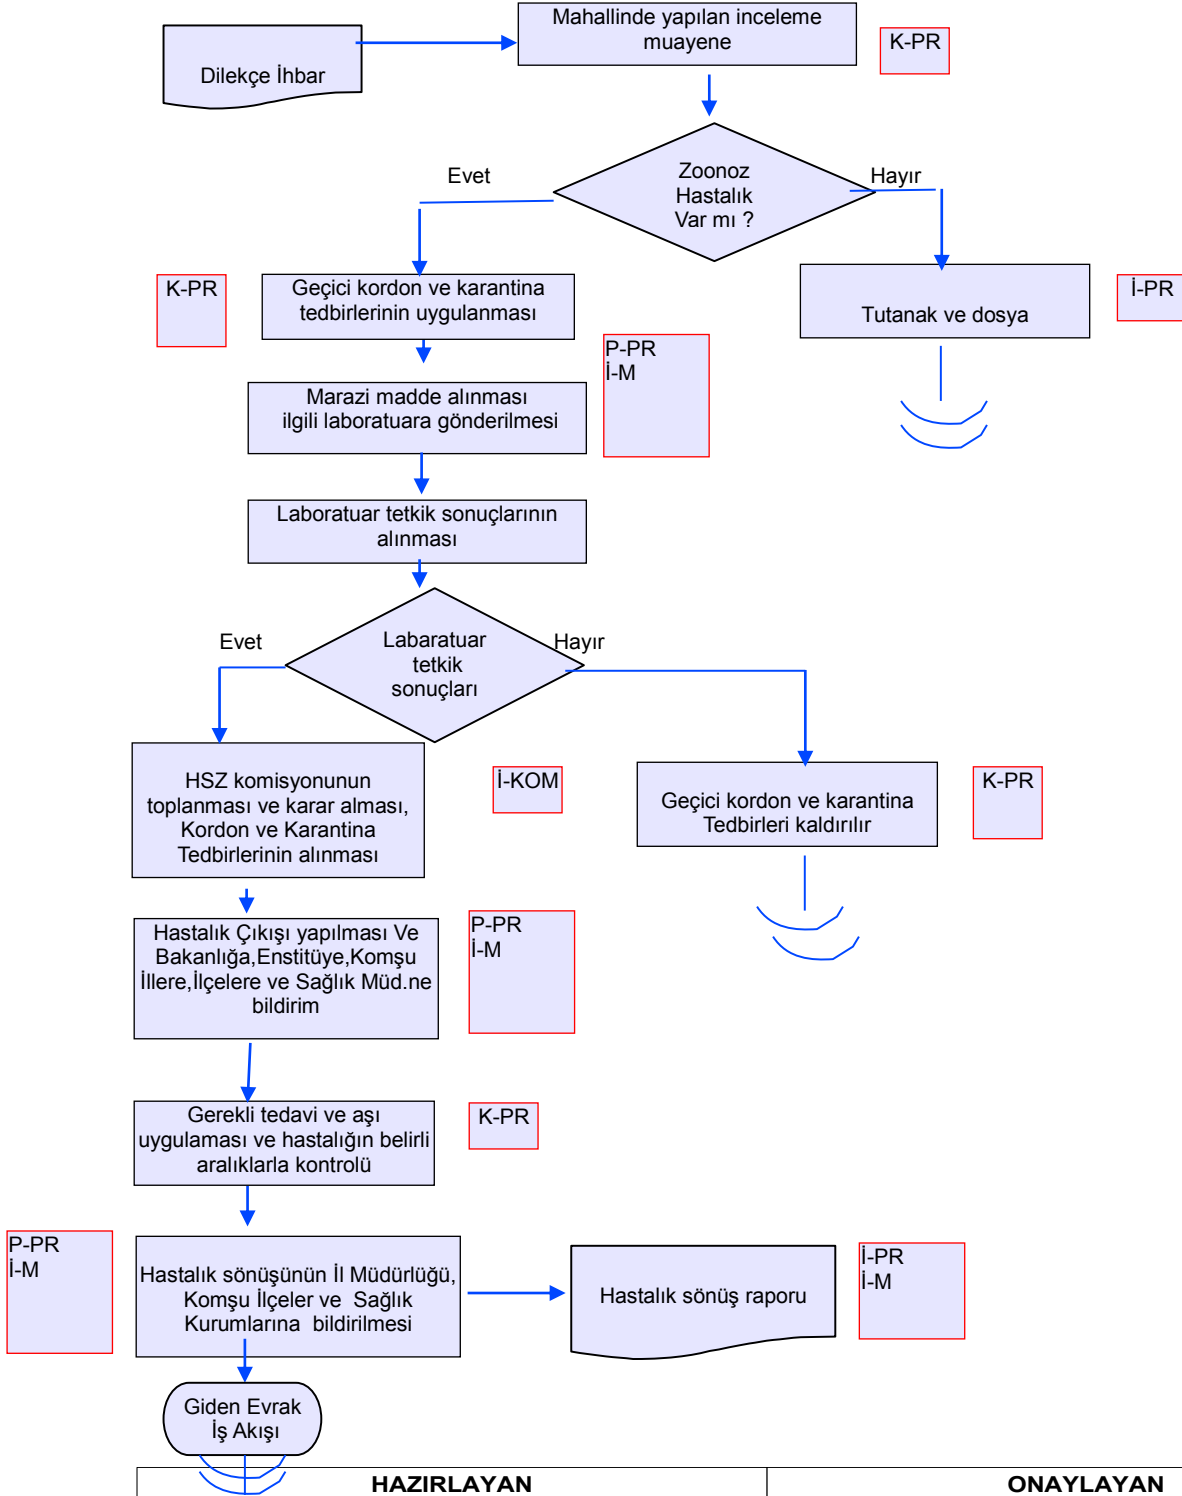 Mahallinde yapılan inceleme
muayene
K-PR
Dilekçe İhbar
Zoonoz
Hastalık
Var mı ?
Evet
Hayır
K-PR
Geçici kordon ve karantina
tedbirlerinin uygulanması
Tutanak ve dosya
İ-PR
P-PR
İ-M
Marazi madde alınması
ilgili laboratuara gönderilmesi
Laboratuar tetkik sonuçlarının
alınması
Evet
Labaratuar
tetkik
sonuçları
Hayır
HSZ komisyonunun
toplanması ve karar alması,
Kordon ve Karantina
Tedbirlerinin alınması
İ-KOM
Geçici kordon ve karantina
Tedbirleri kaldırılır
K-PR
Hastalık Çıkışı yapılması Ve
Bakanlığa,Enstitüye,Komşu
İllere,İlçelere ve Sağlık Müd.ne
bildirim
P-PR
İ-M
Gerekli tedavi ve aşı
uygulaması ve hastalığın belirli
aralıklarla kontrolü
K-PR
P-PR
İ-M
Hastalık sönüşünün İl Müdürlüğü,
Komşu İlçeler ve Sağlık
Kurumlarına bildirilmesi
Hastalık sönüş raporu
İ-PR
İ-M
Giden Evrak
İş Akışı
HAZIRLAYAN
ONAYLAYAN